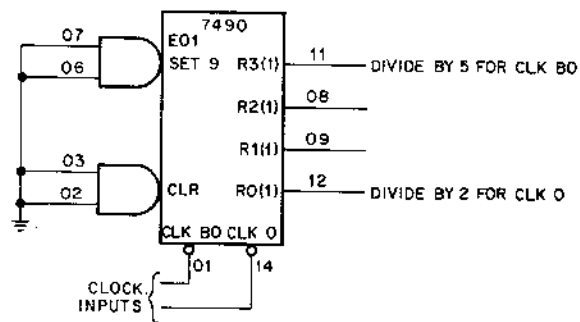 7490
07
E01
06
SET 9
R3(1)
11
DIVIDE BY 5 FOR CLK BO
R2(1)
08
R1(1)
09
03
02
CLR
R0(1)
12
DIVIDE BY 2 FOR CLK O
CLK BO
CLK O
01
14
CLOCK
INPUTS